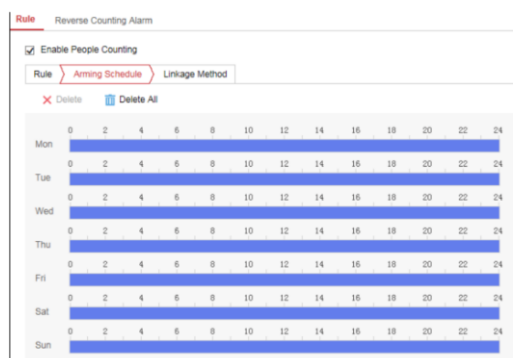 Rule Reverse Counting Alarm
Enable People Counting
Rule Arming Schedule Linkage Method
Delete Delete All
0 2 4 6 8 10 12 14 16 18 20 22 24
Mon
0 2 4 6 8 10 12 14 16 18 20 22 24
Tue
0 2 4 6 8 10 12 14 16 18 20 22 24
Wed
0 2 4 6 8 10 12 14 16 18 20 22 24
Thu
0 2 4 6 8 10 12 14 16 18 20 22 24
Fri
0 2 4 6 8 10 12 14 16 18 20 22 24
Sat
0 2 4 6 8 10 12 14 16 18 20 22 24
Sun